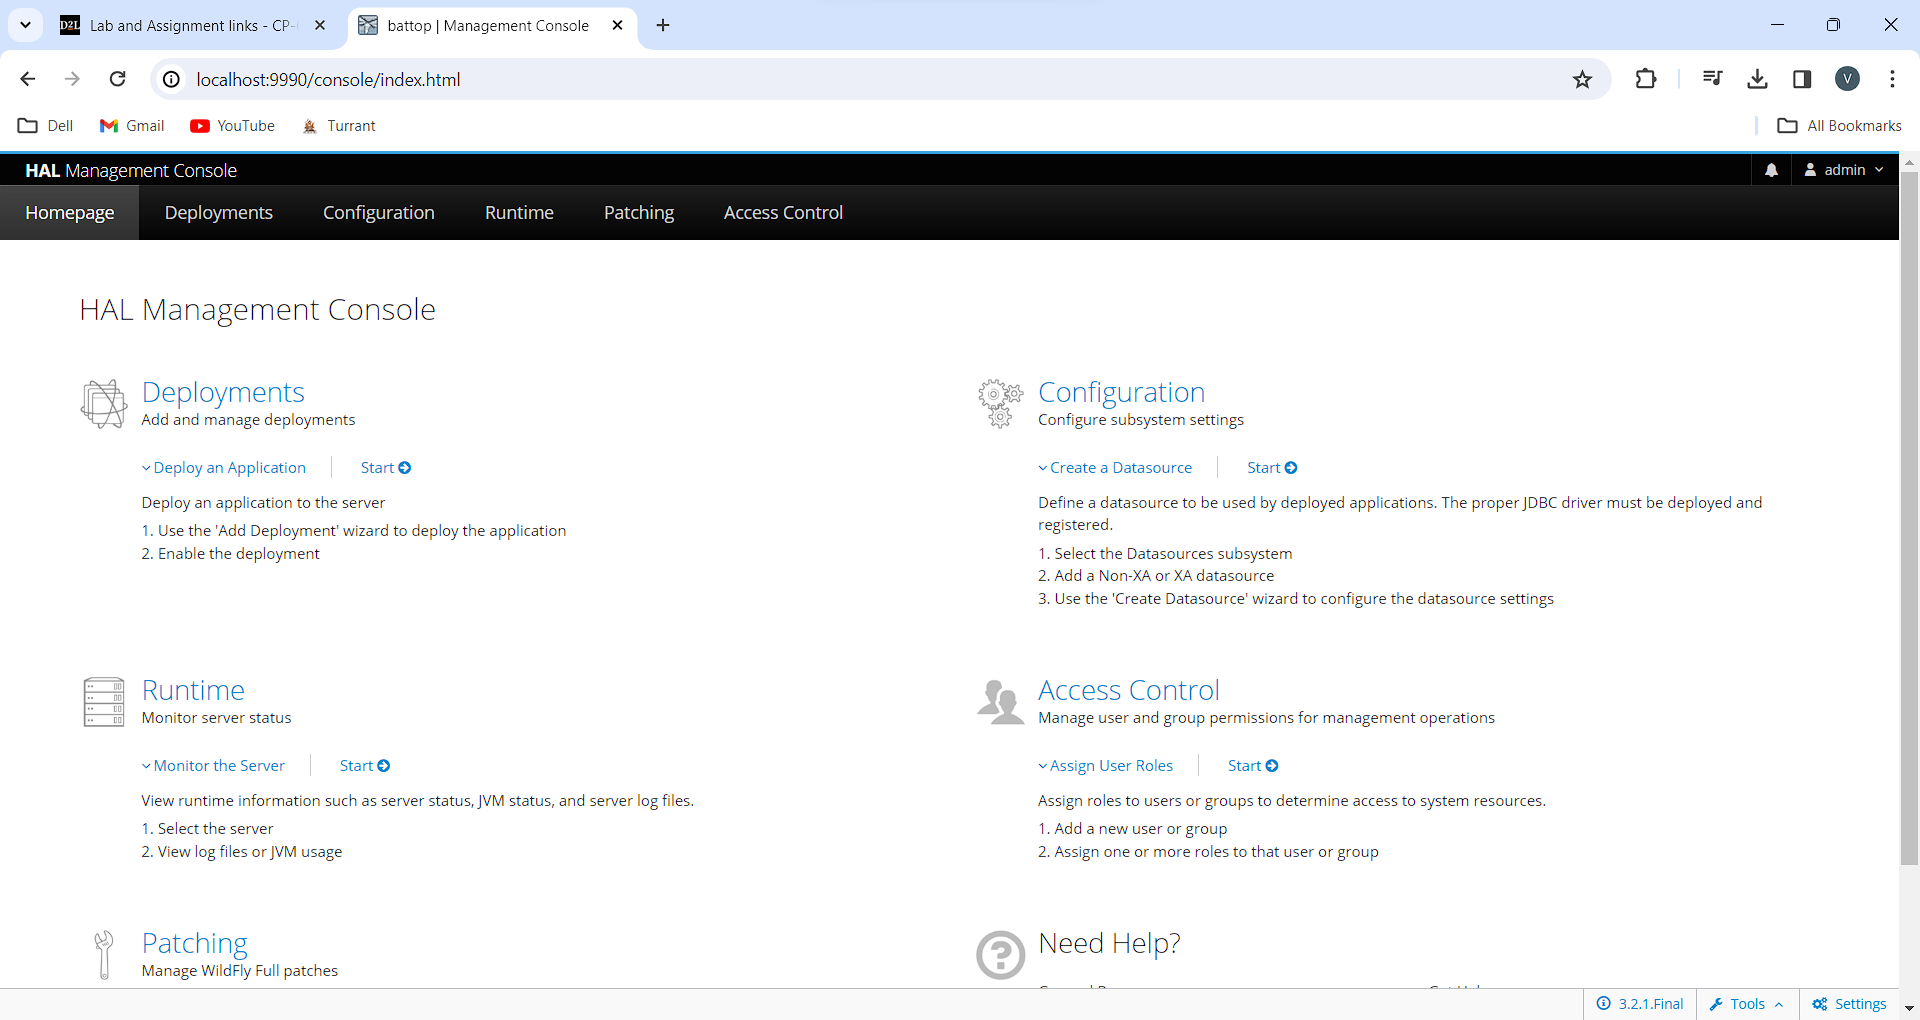 D2L Lab and Assignment links - CP-
battop | Management Console
localhost:9990/console/index.html
V
Dell
Gmail
YouTube
Turrant
All Bookmarks
HAL Management Console
admin
Homepage
Deployments
Configuration
Runtime
Patching
Access Control
HAL Management Console
Deployments
Add and manage deployments
Deploy an Application
Start
Deploy an application to the server
1. Use the 'Add Deployment' wizard to deploy the application
2. Enable the deployment
Configuration
Configure subsystem settings
Create a Datasource
Start
Define a datasource to be used by deployed applications. The proper JDBC driver must be deployed and
registered.
1. Select the Datasources subsystem
2. Add a Non-XA or XA datasource
3. Use the 'Create Datasource' wizard to configure the datasource settings
Runtime
Monitor server status
Monitor the Server
Start
View runtime information such as server status, JVM status, and server log files.
1. Select the server
2. View log files or JVM usage
Access Control
Manage user and group permissions for management operations
Assign User Roles
Start
Assign roles to users or groups to determine access to system resources.
1. Add a new user or group
2. Assign one or more roles to that user or group
Patching
Manage WildFly Full patches
Need Help?
3.2.1.Final
Tools
Settings